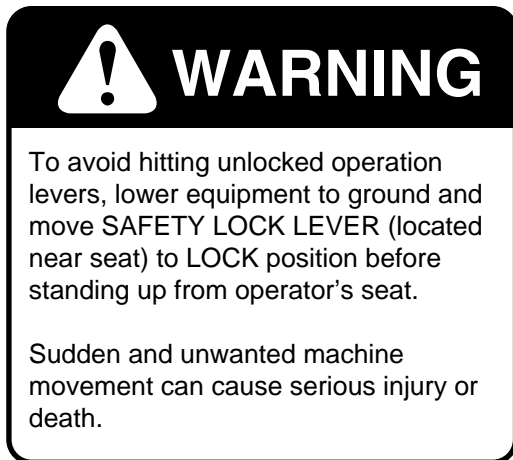 WARNING
To avoid hitting unlocked operation
levers, lower equipment to ground and
move SAFETY LOCK LEVER (located
near seat) to LOCK position before
standing up from operator’s seat.
Sudden and unwanted machine
movement can cause serious injury or
death.